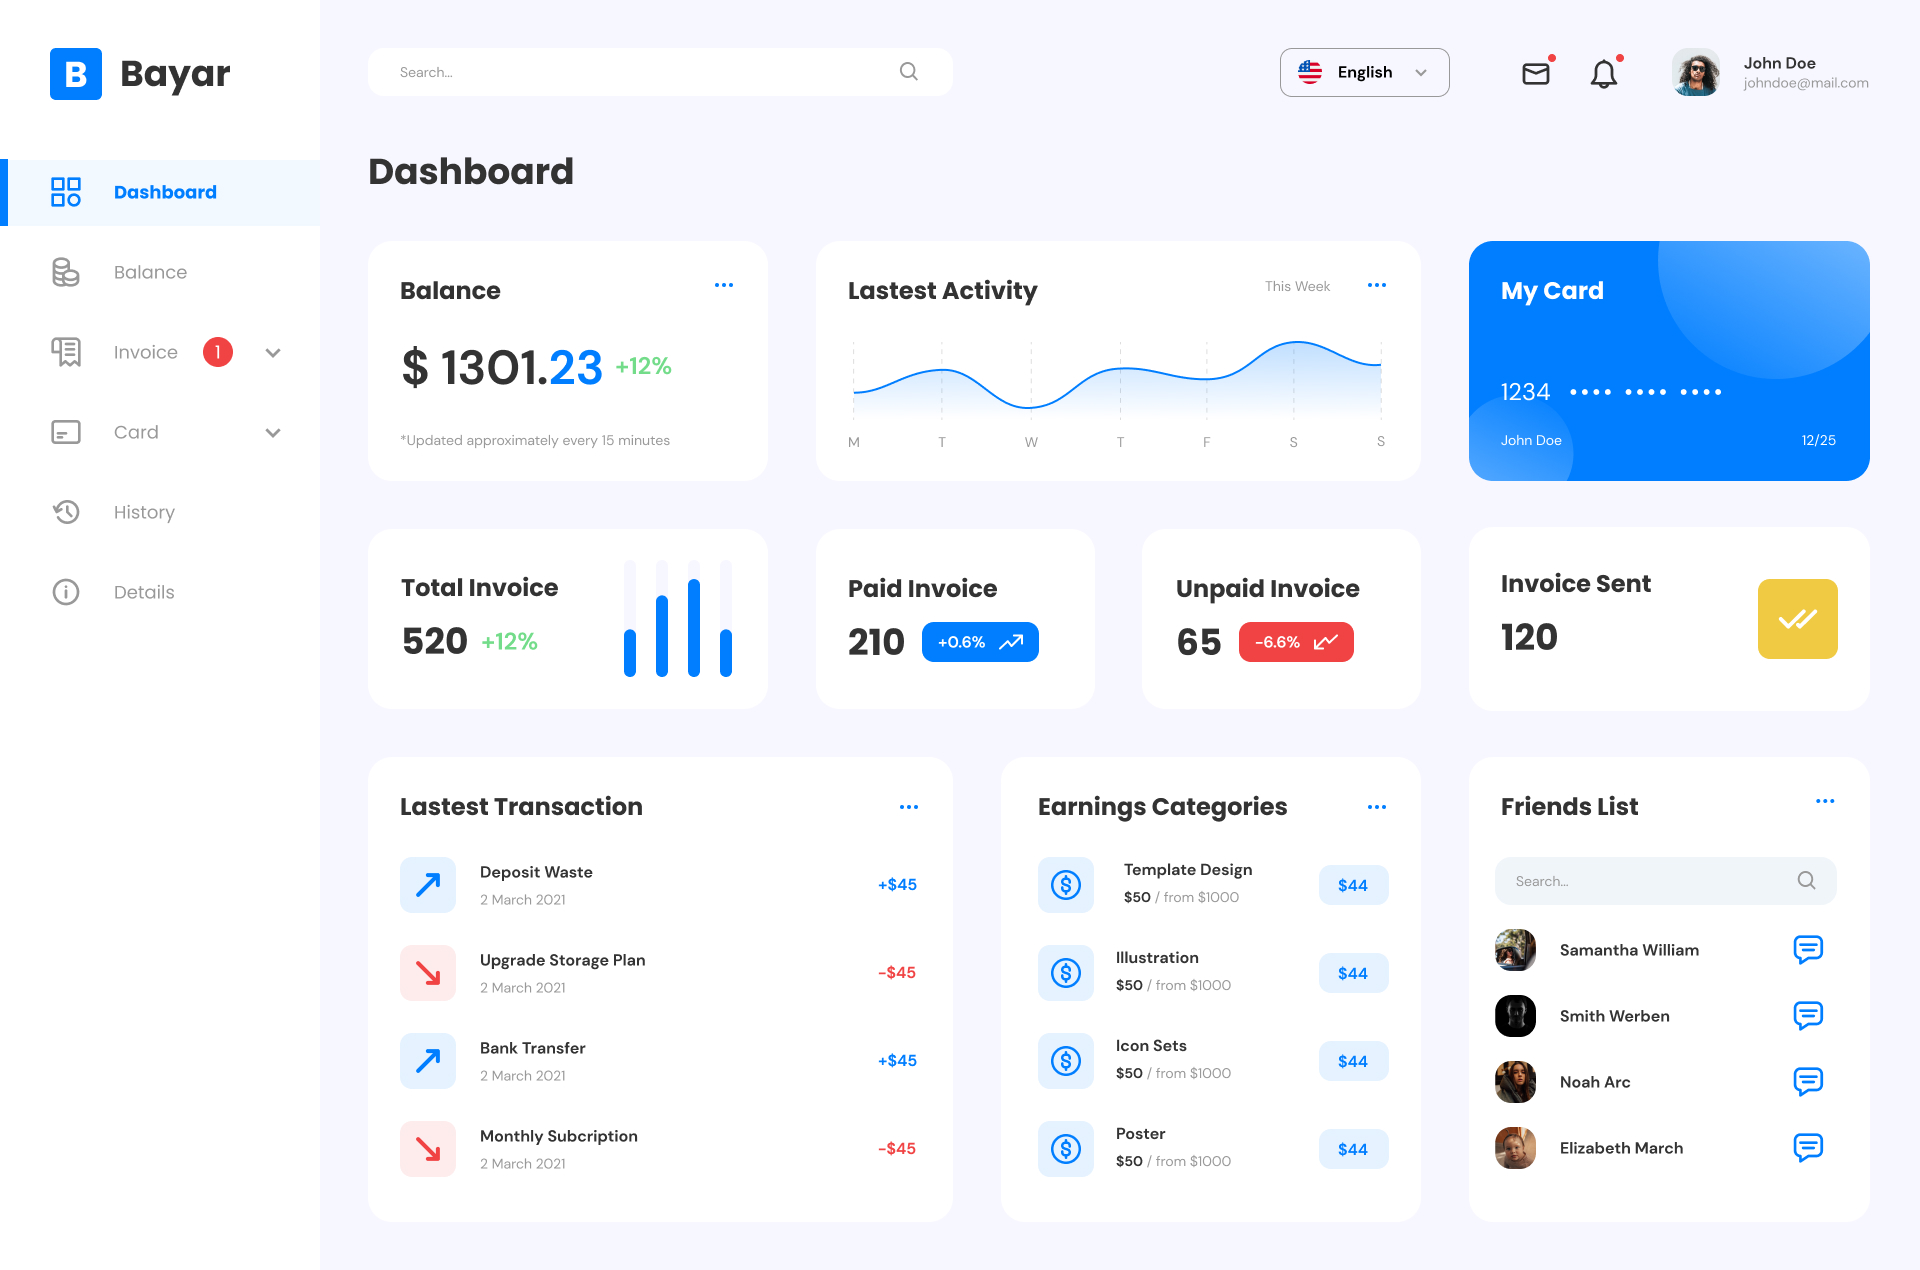 B Bayar
Search...
English
John Doe
johndoe@mail.com
Dashboard
Balance
Invoice 1
Card
History
Details
Dashboard
Balance
$ 1301.23 +12%
*Updated approximately every 15 minutes
Lastest Activity
This Week
M T W T F S S
My Card
1234 •••• •••• ••••
John Doe 12/25
Total Invoice
520 +12%
Paid Invoice
210 +0.6%
Unpaid Invoice
65 -6.6%
Invoice Sent
120
Lastest Transaction
Deposit Waste
2 March 2021
+$45
Upgrade Storage Plan
2 March 2021
-$45
Bank Transfer
2 March 2021
+$45
Monthly Subcription
2 March 2021
-$45
Earnings Categories
Template Design
$50 / from $1000
$44
Illustration
$50 / from $1000
$44
Icon Sets
$50 / from $1000
$44
Poster
$50 / from $1000
$44
Friends List
Search...
Samantha William
Smith Werben
Noah Arc
Elizabeth March